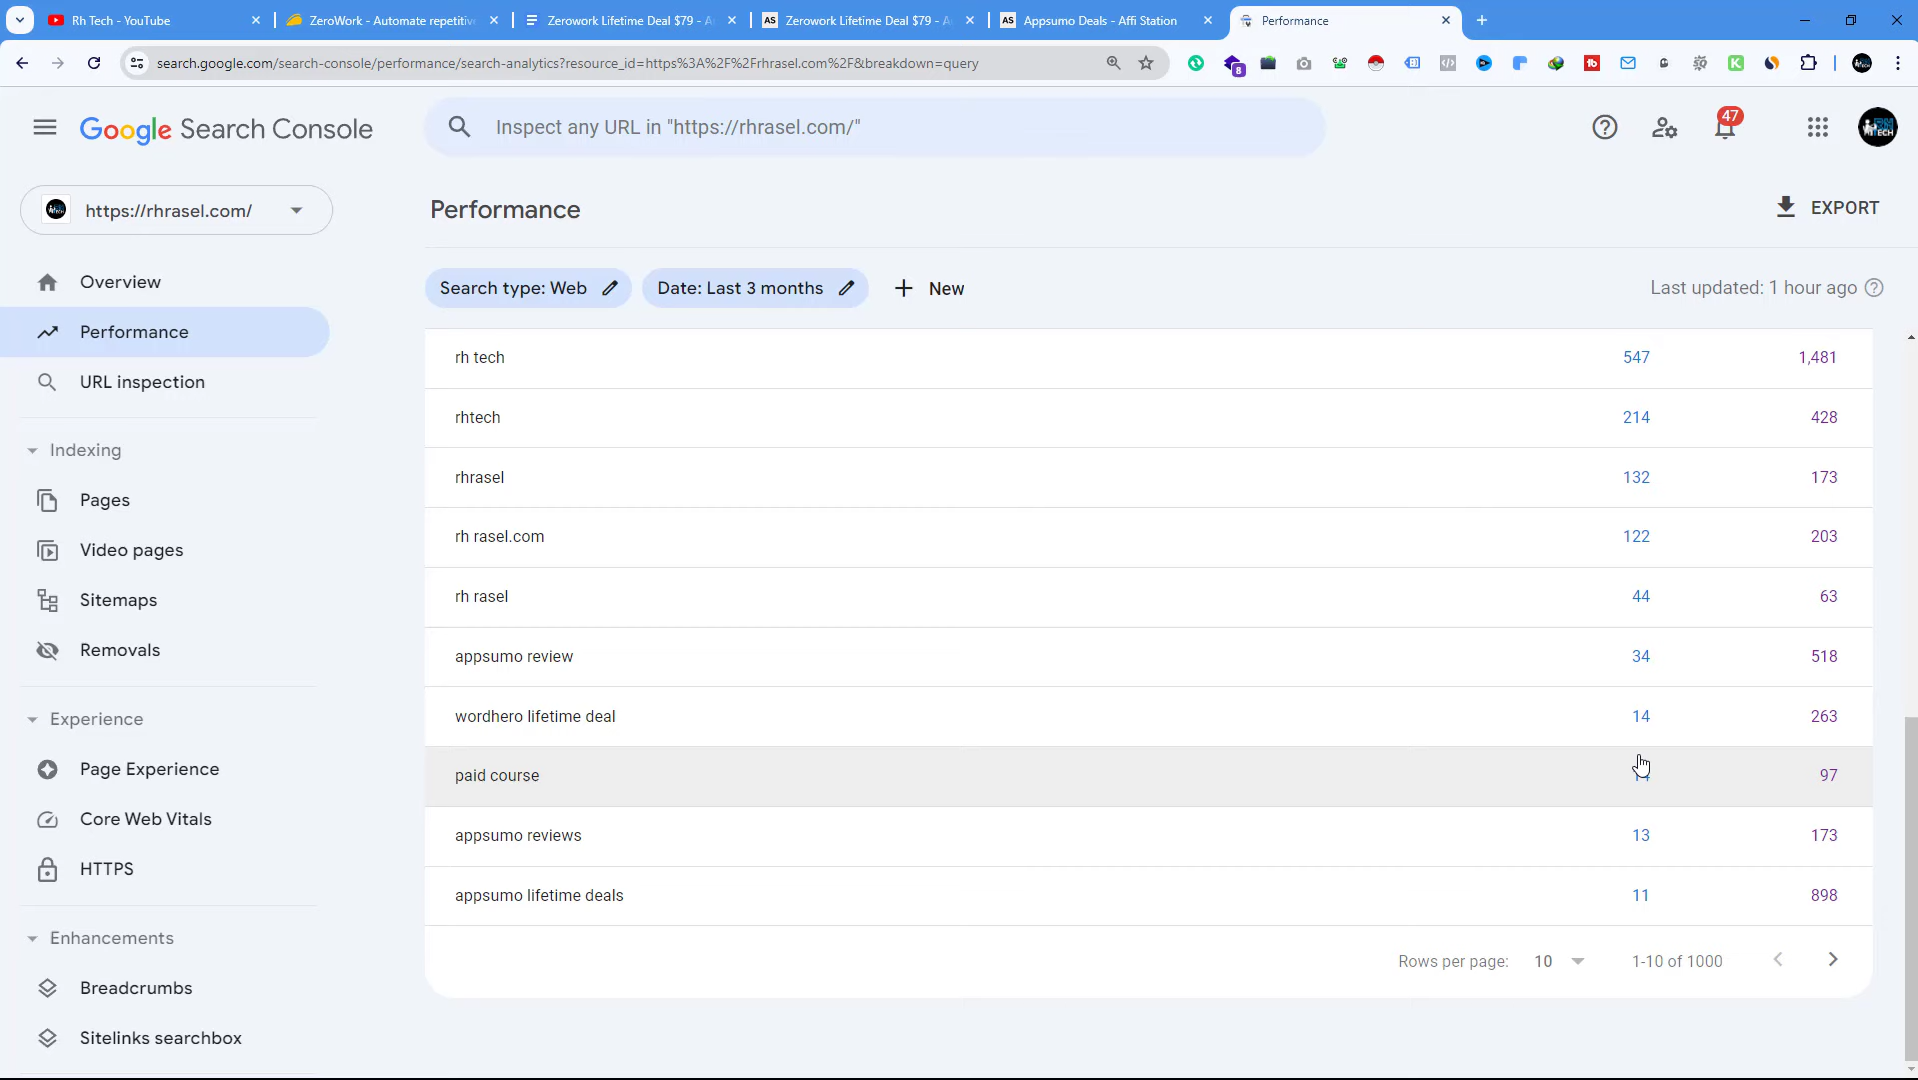 Rh Tech - YouTube
ZeroWork - Automate repetitiv
Zerowork Lifetime Deal $79 - A
AS Zerowork Lifetime Deal $79 - A
AS Appsumo Deals - Affi Station
Performance
search.google.com/search-console/performance/search-analytics?resource_id=https%3A%2F%2Frhrasel.com%2F&breakdown=query
8
Google Search Console
Inspect any URL in "https://rhrasel.com/"
47
https://rhrasel.com/
Performance
EXPORT
Search type: Web
Date: Last 3 months
New
Last updated: 1 hour ago
Overview
Performance
URL inspection
Indexing
Pages
Video pages
Sitemaps
Removals
Experience
Page Experience
Core Web Vitals
HTTPS
Enhancements
Breadcrumbs
Sitelinks searchbox
rh tech 547 1,481
rhtech 214 428
rhrasel 132 173
rh rasel.com 122 203
rh rasel 44 63
appsumo review 34 518
wordhero lifetime deal 14 263
paid course 97
appsumo reviews 13 173
appsumo lifetime deals 11 898
Rows per page: 10 1-10 of 1000